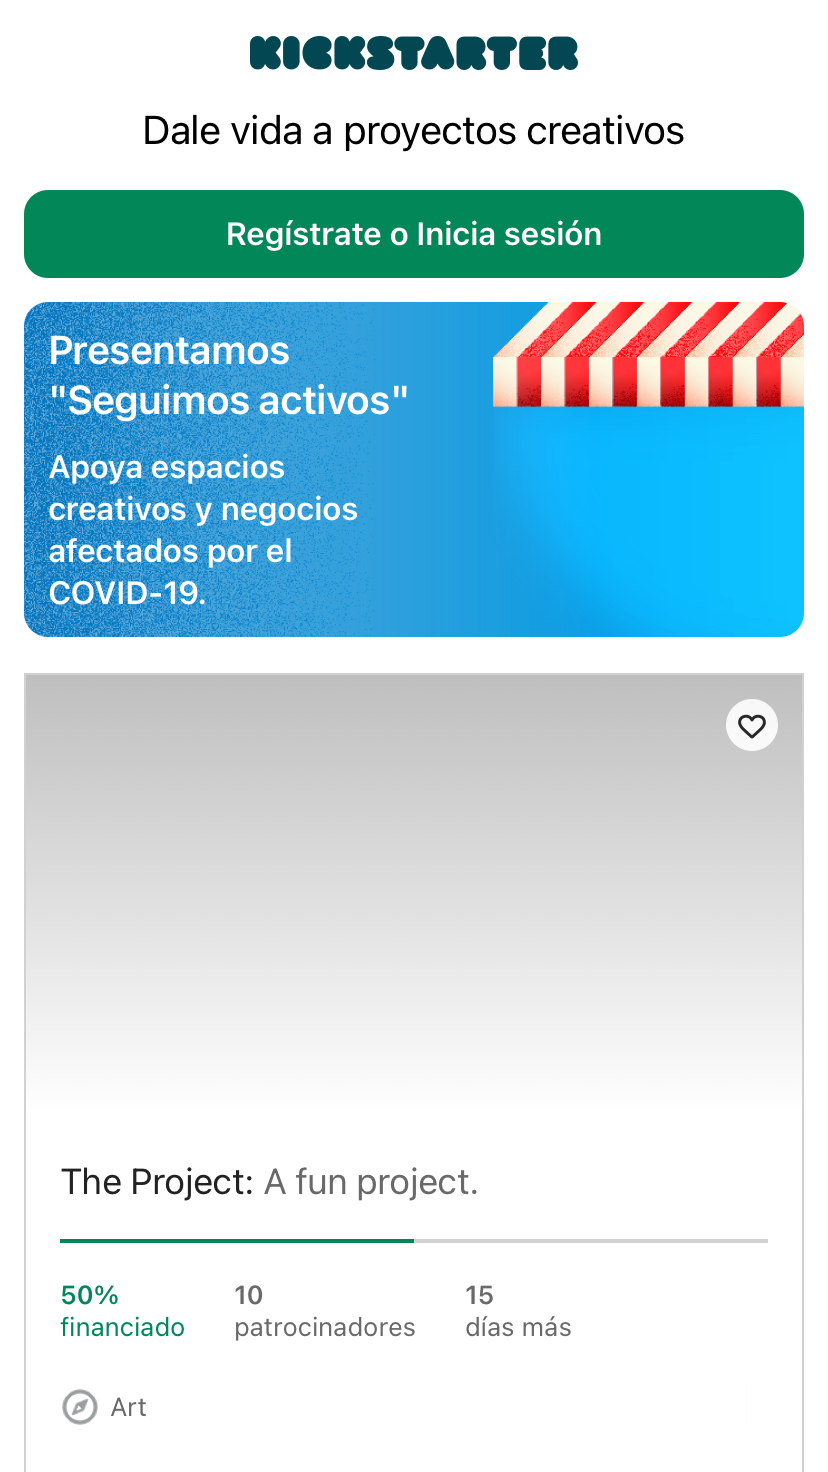 KICKSTARTER
Dale vida a proyectos creativos
Regístrate o Inicia sesión
Presentamos
"Seguimos activos"
Apoya espacios
creativos y negocios
afectados por el
COVID-19.
The Project: A fun project.
50% 10 15
financiado patrocinadores días más
Art